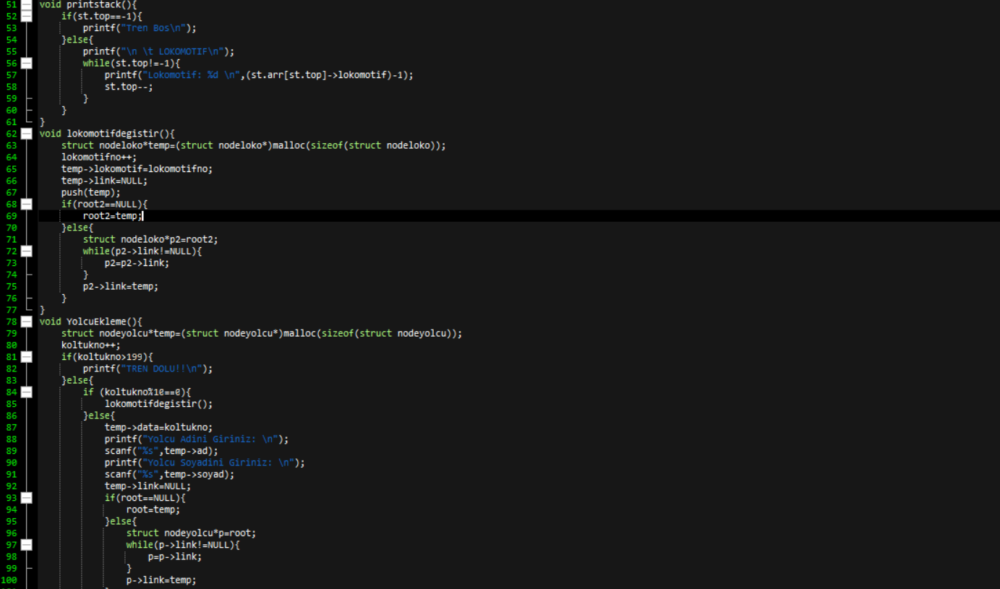 51 void printstack(){
52 if(st.top==-1){
53 printf("Tren Bos\n");
54 }else{
55 printf("\n \t LOKOMOTIF\n");
56 while(st.top!=-1){
57 printf("Lokomotif: %d \n",(st.arr[st.top]->lokomotif)-1);
58 st.top--;
59 }
60 }
61 }
62 void lokomotifdegistir(){
63 struct nodeloko*temp=(struct nodeloko*)malloc(sizeof(struct nodeloko));
64 lokomotifno++;
65 temp->lokomotif=lokomotifno;
66 temp->link=NULL;
67 push(temp);
68 if(root2==NULL){
69 root2=temp;
70 }else{
71 struct nodeloko*p2=root2;
72 while(p2->link!=NULL){
73 p2=p2->link;
74 }
75 p2->link=temp;
76 }
77 }
78 void YolcuEkleme(){
79 struct nodeyolcu*temp=(struct nodeyolcu*)malloc(sizeof(struct nodeyolcu));
80 koltukno++;
81 if(koltukno>199){
82 printf("TREN DOLU!!\n");
83 }else{
84 if (koltukno%10==0){
85 lokomotifdegistir();
86 }else{
87 temp->data=koltukno;
88 printf("Yolcu Adini Giriniz: \n");
89 scanf("%s",temp->ad);
90 printf("Yolcu Soyadini Giriniz: \n");
91 scanf("%s",temp->soyad);
92 temp->link=NULL;
93 if(root==NULL){
94 root=temp;
95 }else{
96 struct nodeyolcu*p=root;
97 while(p->link!=NULL){
98 p=p->link;
99 }
100 p->link=temp;